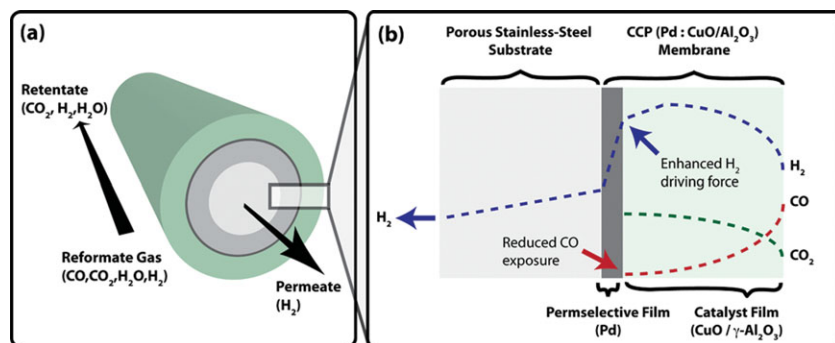 (a)
Retentate
(CO₂, H₂,H₂O)
Reformate Gas
(CO,CO₂,H₂O,H₂)
Permeate
(H₂)
(b)
Porous Stainless-Steel
Substrate
CCP (Pd : CuO/Al₂O₃)
Membrane
Enhanced H₂
driving force
H₂
CO
H₂
Reduced CO
exposure
CO₂
Permselective Film
(Pd)
Catalyst Film
(CuO / γ-Al₂O₃)